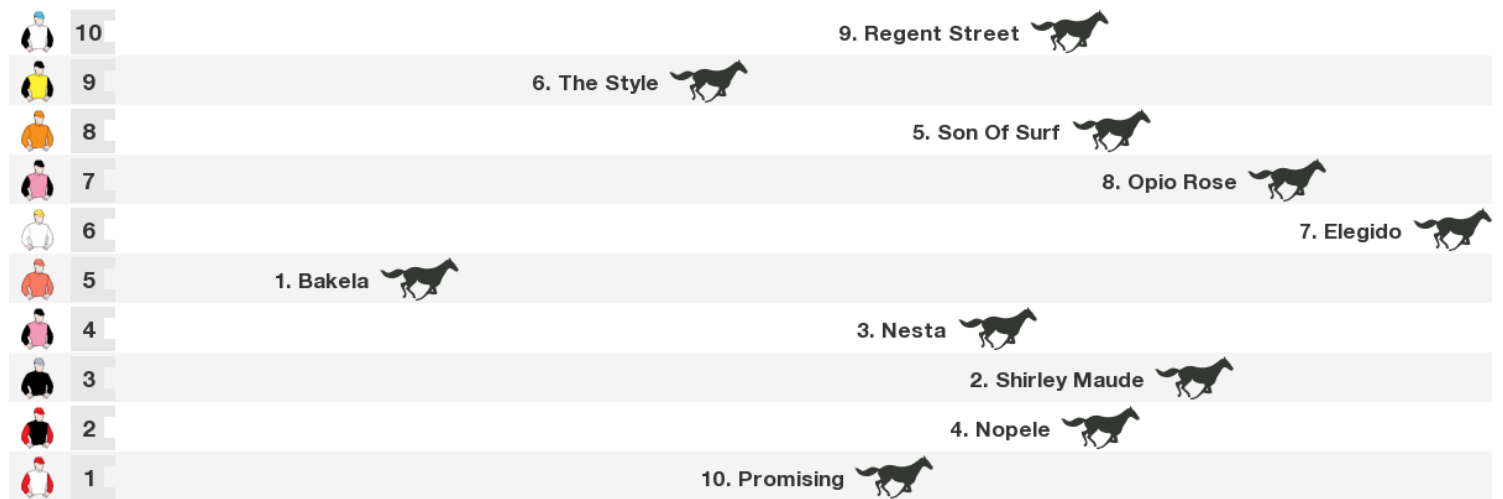 10 9. Regent Street
9 6. The Style
8 5. Son Of Surf
7 8. Opio Rose
6 7. Elegido
5 1. Bakela
4 3. Nesta
3 2. Shirley Maude
2 4. Nopele
1 10. Promising